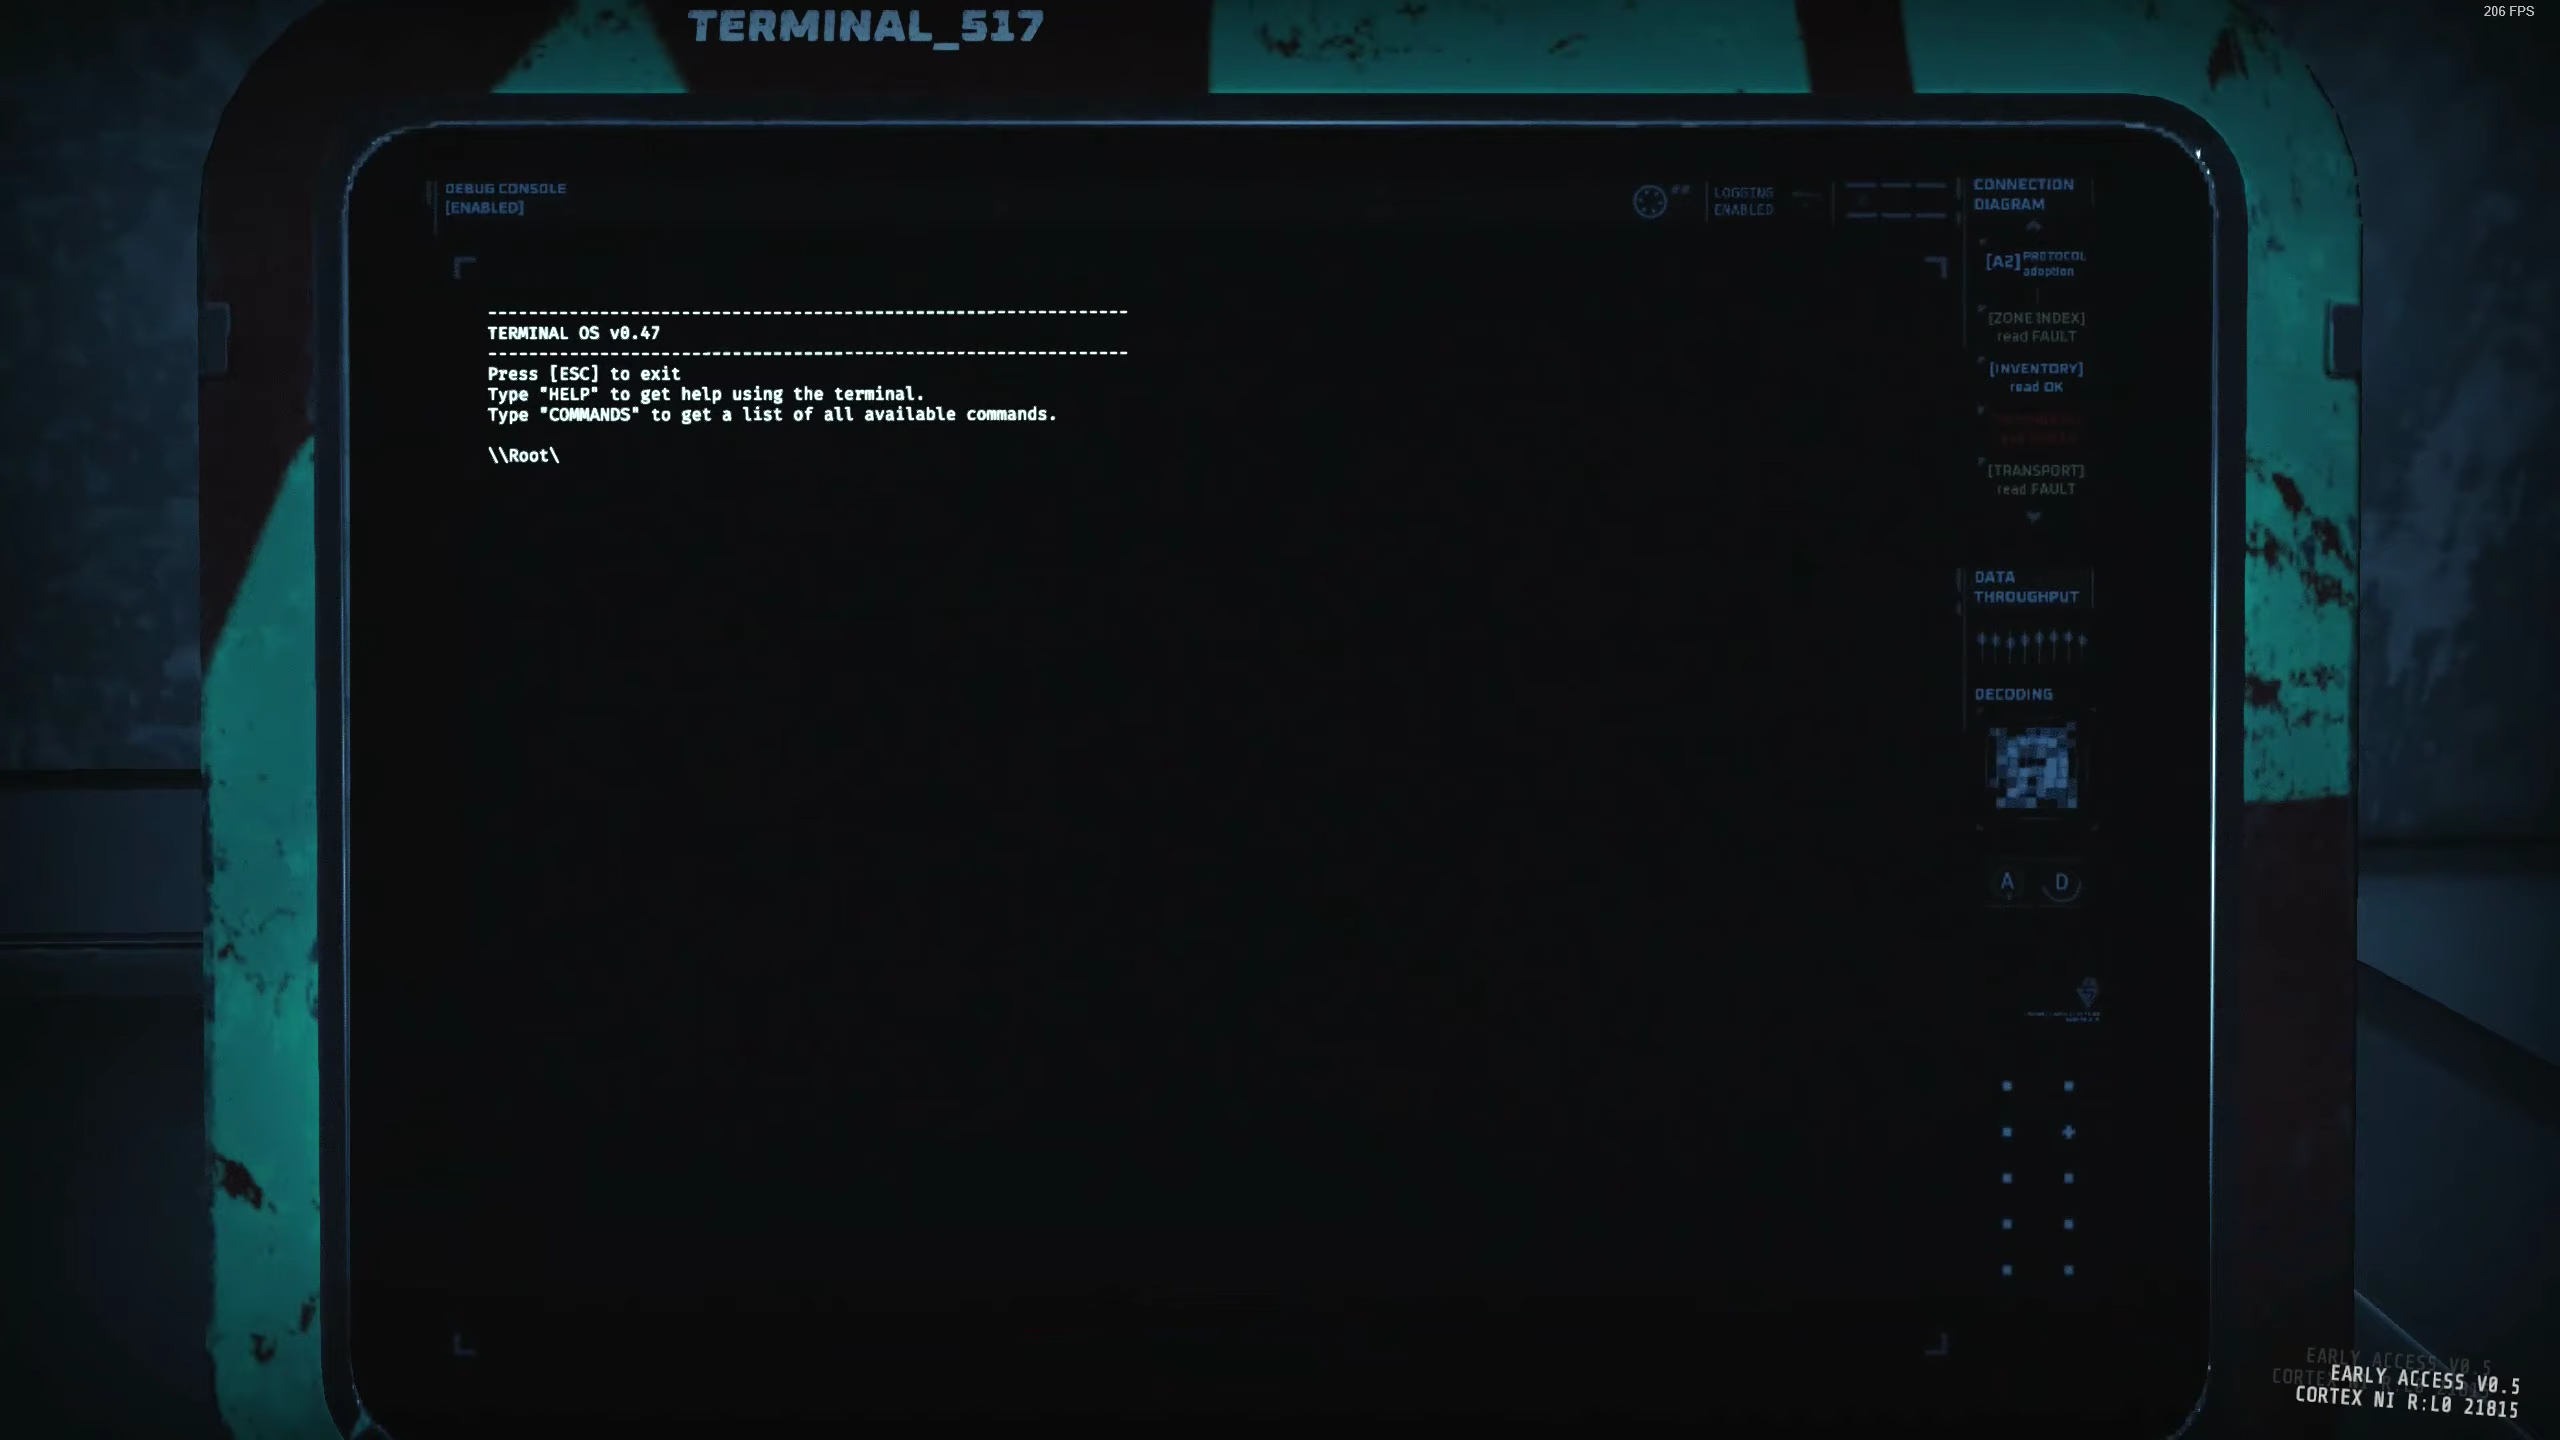 206 FPS
TERMINAL_517
DEBUG CONSOLE
[ENABLED]
LOGGING
ENABLED
CONNECTION
DIAGRAM
[A2] PROTOCOL
adoption
[ZONE INDEX]
read FAULT
[INVENTORY]
read OK
[TRANSPORT]
read FAULT
DATA
THROUGHPUT
DECODING
A D
--------------------------------------------------------------
TERMINAL OS v0.47
--------------------------------------------------------------
Press [ESC] to exit
Type "HELP" to get help using the terminal.
Type "COMMANDS" to get a list of all available commands.
\\Root\
EARLY ACCESS V0.5
CORTEX NI R:L0 21815